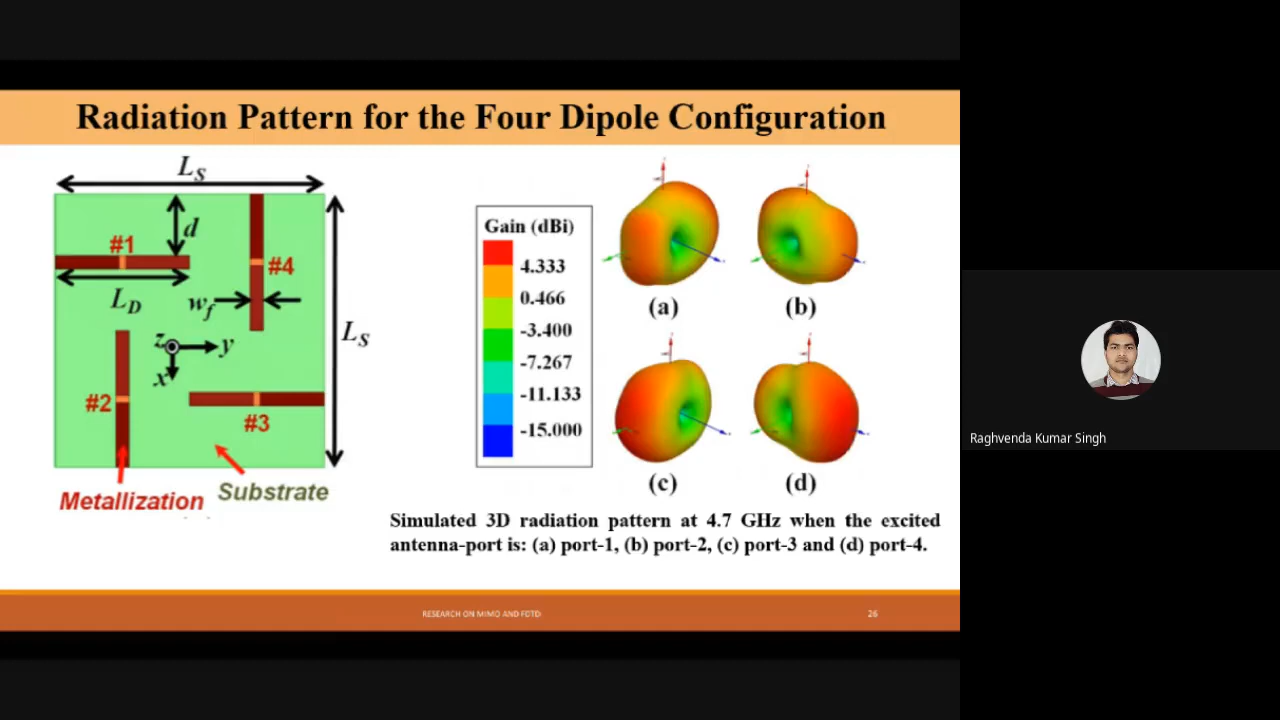 Radiation Pattern for the Four Dipole Configuration
L_S
d
#1
#4
L_D
w_f
L_S
z
y
x
#2
#3
Metallization
Substrate
Gain (dBi)
4.333
0.466
-3.400
-7.267
-11.133
-15.000
(a)
(b)
(c)
(d)
Simulated 3D radiation pattern at 4.7 GHz when the excited
antenna-port is: (a) port-1, (b) port-2, (c) port-3 and (d) port-4.
RESEARCH ON MIMO AND FDTD
26
Raghvenda Kumar Singh